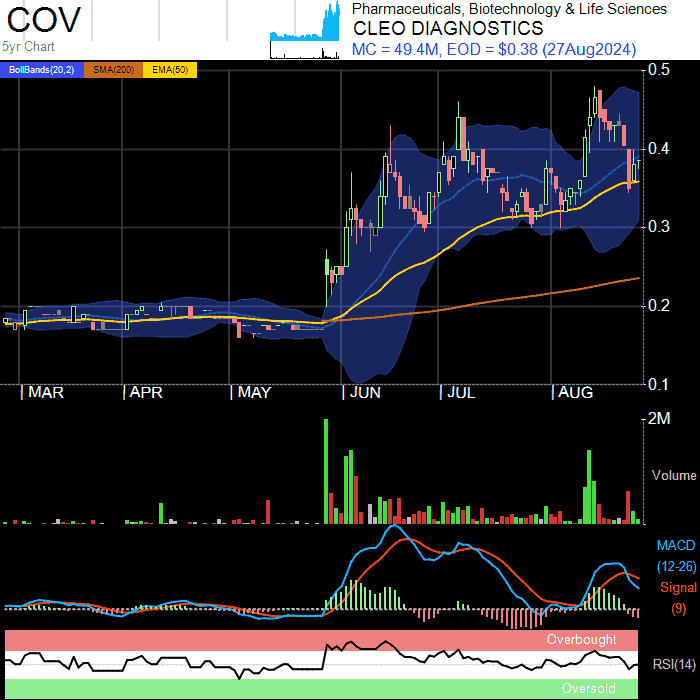 COV
5yr Chart
Pharmaceuticals, Biotechnology & Life Sciences
CLEO DIAGNOSTICS
MC = 49.4M, EOD = $0.38 (27Aug2024)
BollBands(20,2) SMA(200) EMA(50)
0.5
0.4
0.3
0.2
0.1
MAR APR MAY JUN JUL AUG
2M
Volume
MACD
(12-26)
Signal
(9)
Overbought
RSI(14)
Oversold